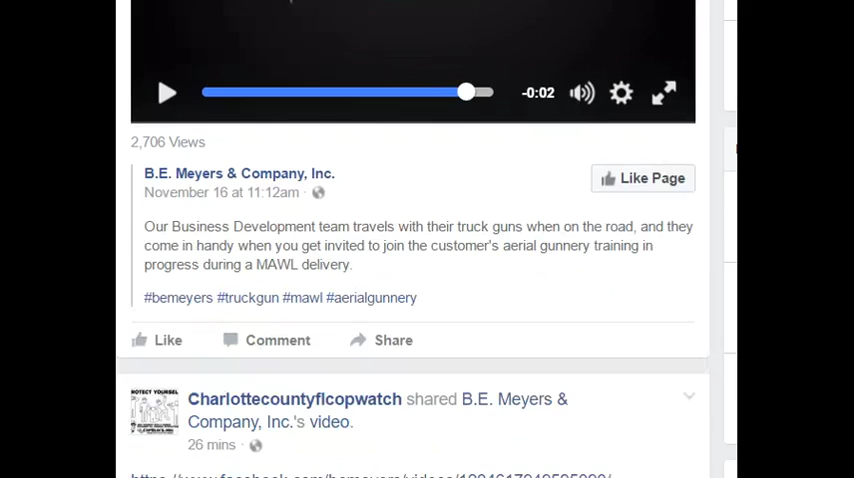 -0:02
2,706 Views
B.E. Meyers & Company, Inc.
Like Page
November 16 at 11:12am
Our Business Development team travels with their truck guns when on the road, and they
come in handy when you get invited to join the customer's aerial gunnery training in
progress during a MAWL delivery.
#bemeyers #truckgun #mawl #aerialgunnery
Like Comment Share
Charlottecountyflcopwatch shared B.E. Meyers &
Company, Inc.'s video.
26 mins